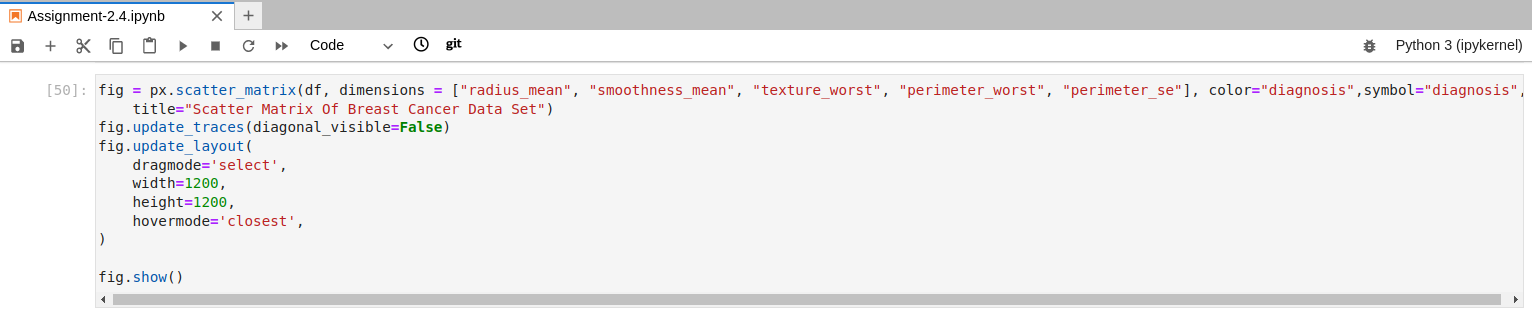 Assignment-2.4.ipynb
Code git Python 3 (ipykernel)
[50]: fig = px.scatter_matrix(df, dimensions = ["radius_mean", "smoothness_mean", "texture_worst", "perimeter_worst", "perimeter_se"], color="diagnosis",symbol="diagnosis",
    title="Scatter Matrix Of Breast Cancer Data Set")
fig.update_traces(diagonal_visible=False)
fig.update_layout(
    dragmode='select',
    width=1200,
    height=1200,
    hovermode='closest',
)
fig.show()